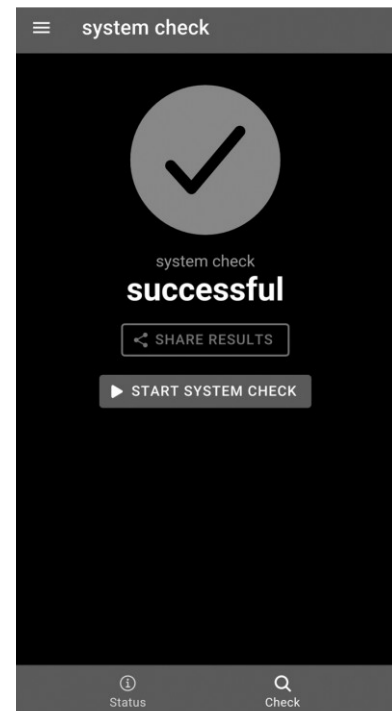 system check
system check
successful
SHARE RESULTS
START SYSTEM CHECK
Status
Check